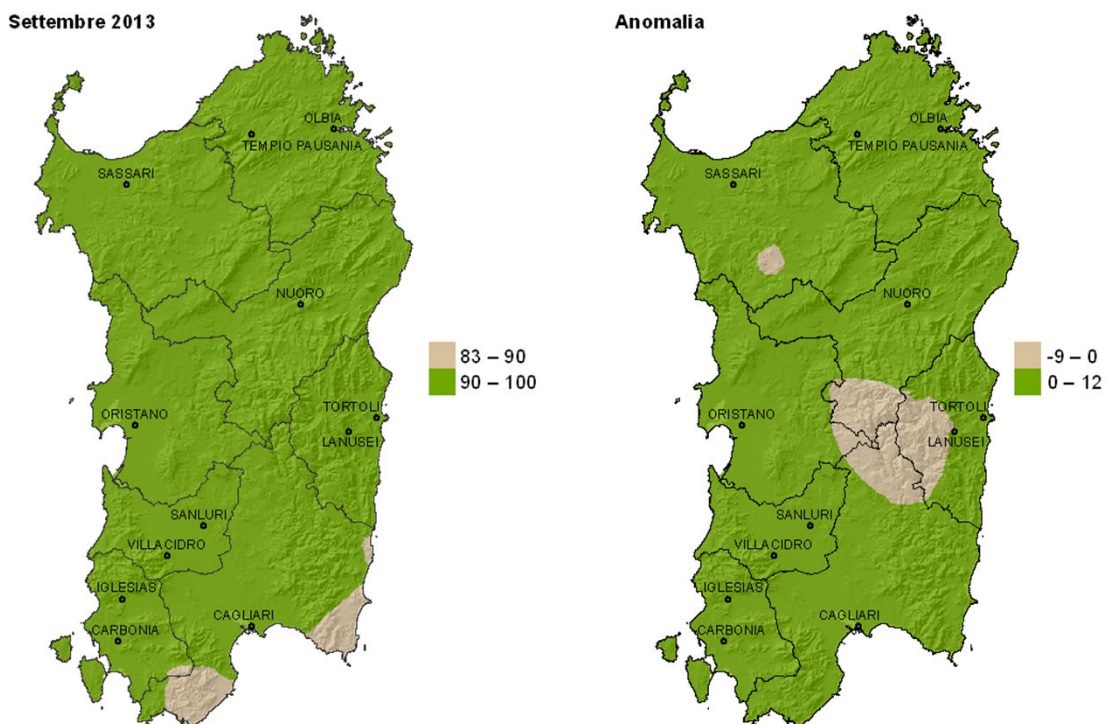 Settembre 2013
OLBIA
TEMPIO PAUSANIA
SASSARI
NUORO
83 – 90
90 – 100
TORTOLI
ORISTANO
LANUSEI
SANLURI
VILLACIDRO
IGLESIAS
CAGLIARI
CARBONIA
Anomalia
OLBIA
TEMPIO PAUSANIA
SASSARI
NUORO
-9 – 0
0 – 12
TORTOLI
ORISTANO
LANUSEI
SANLURI
VILLACIDRO
IGLESIAS
CAGLIARI
CARBONIA